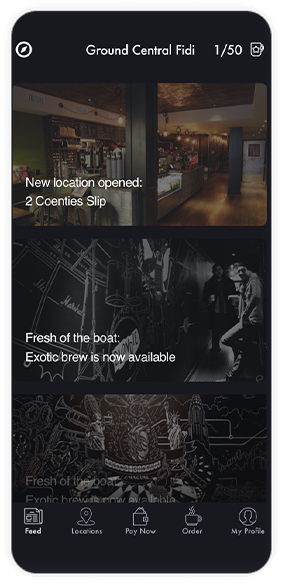 Ground Central Fidi 1/50
New location opened:
2 Coenties Slip
Fresh of the boat:
Exotic brew is now available
Fresh of the boat:
Exotic brew is now available
Feed Locations Pay Now Order My Profile